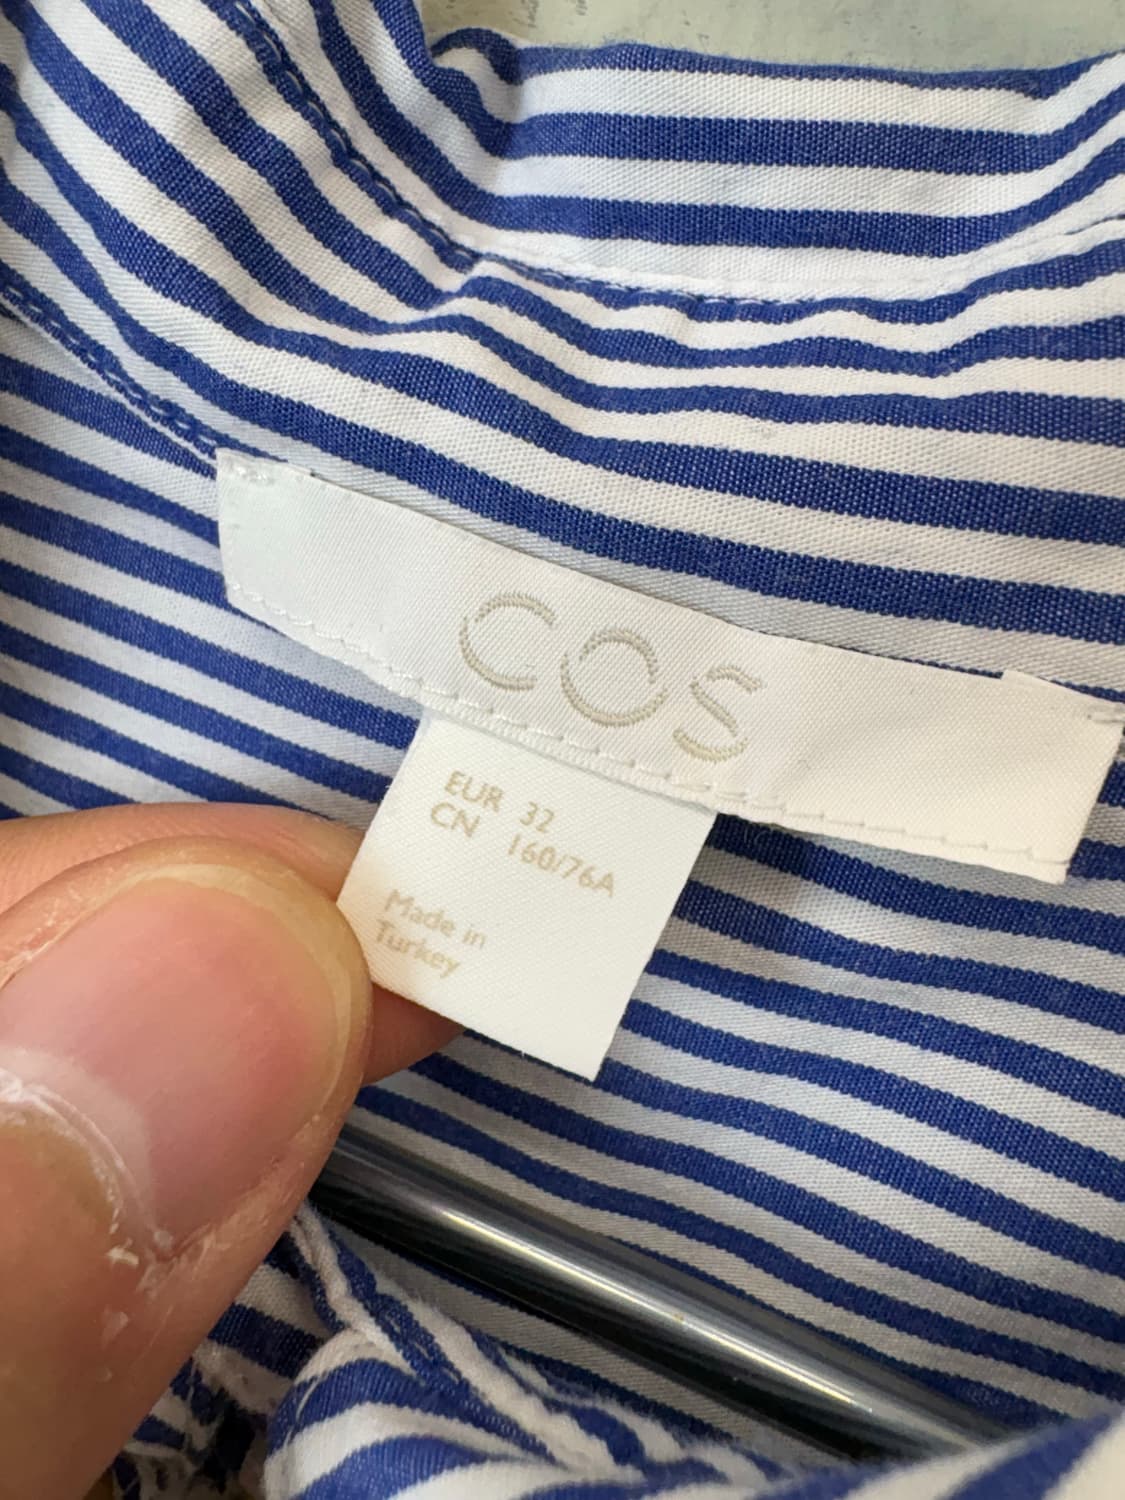 COS
EUR 32
CN 160/76A
Made in
Turkey